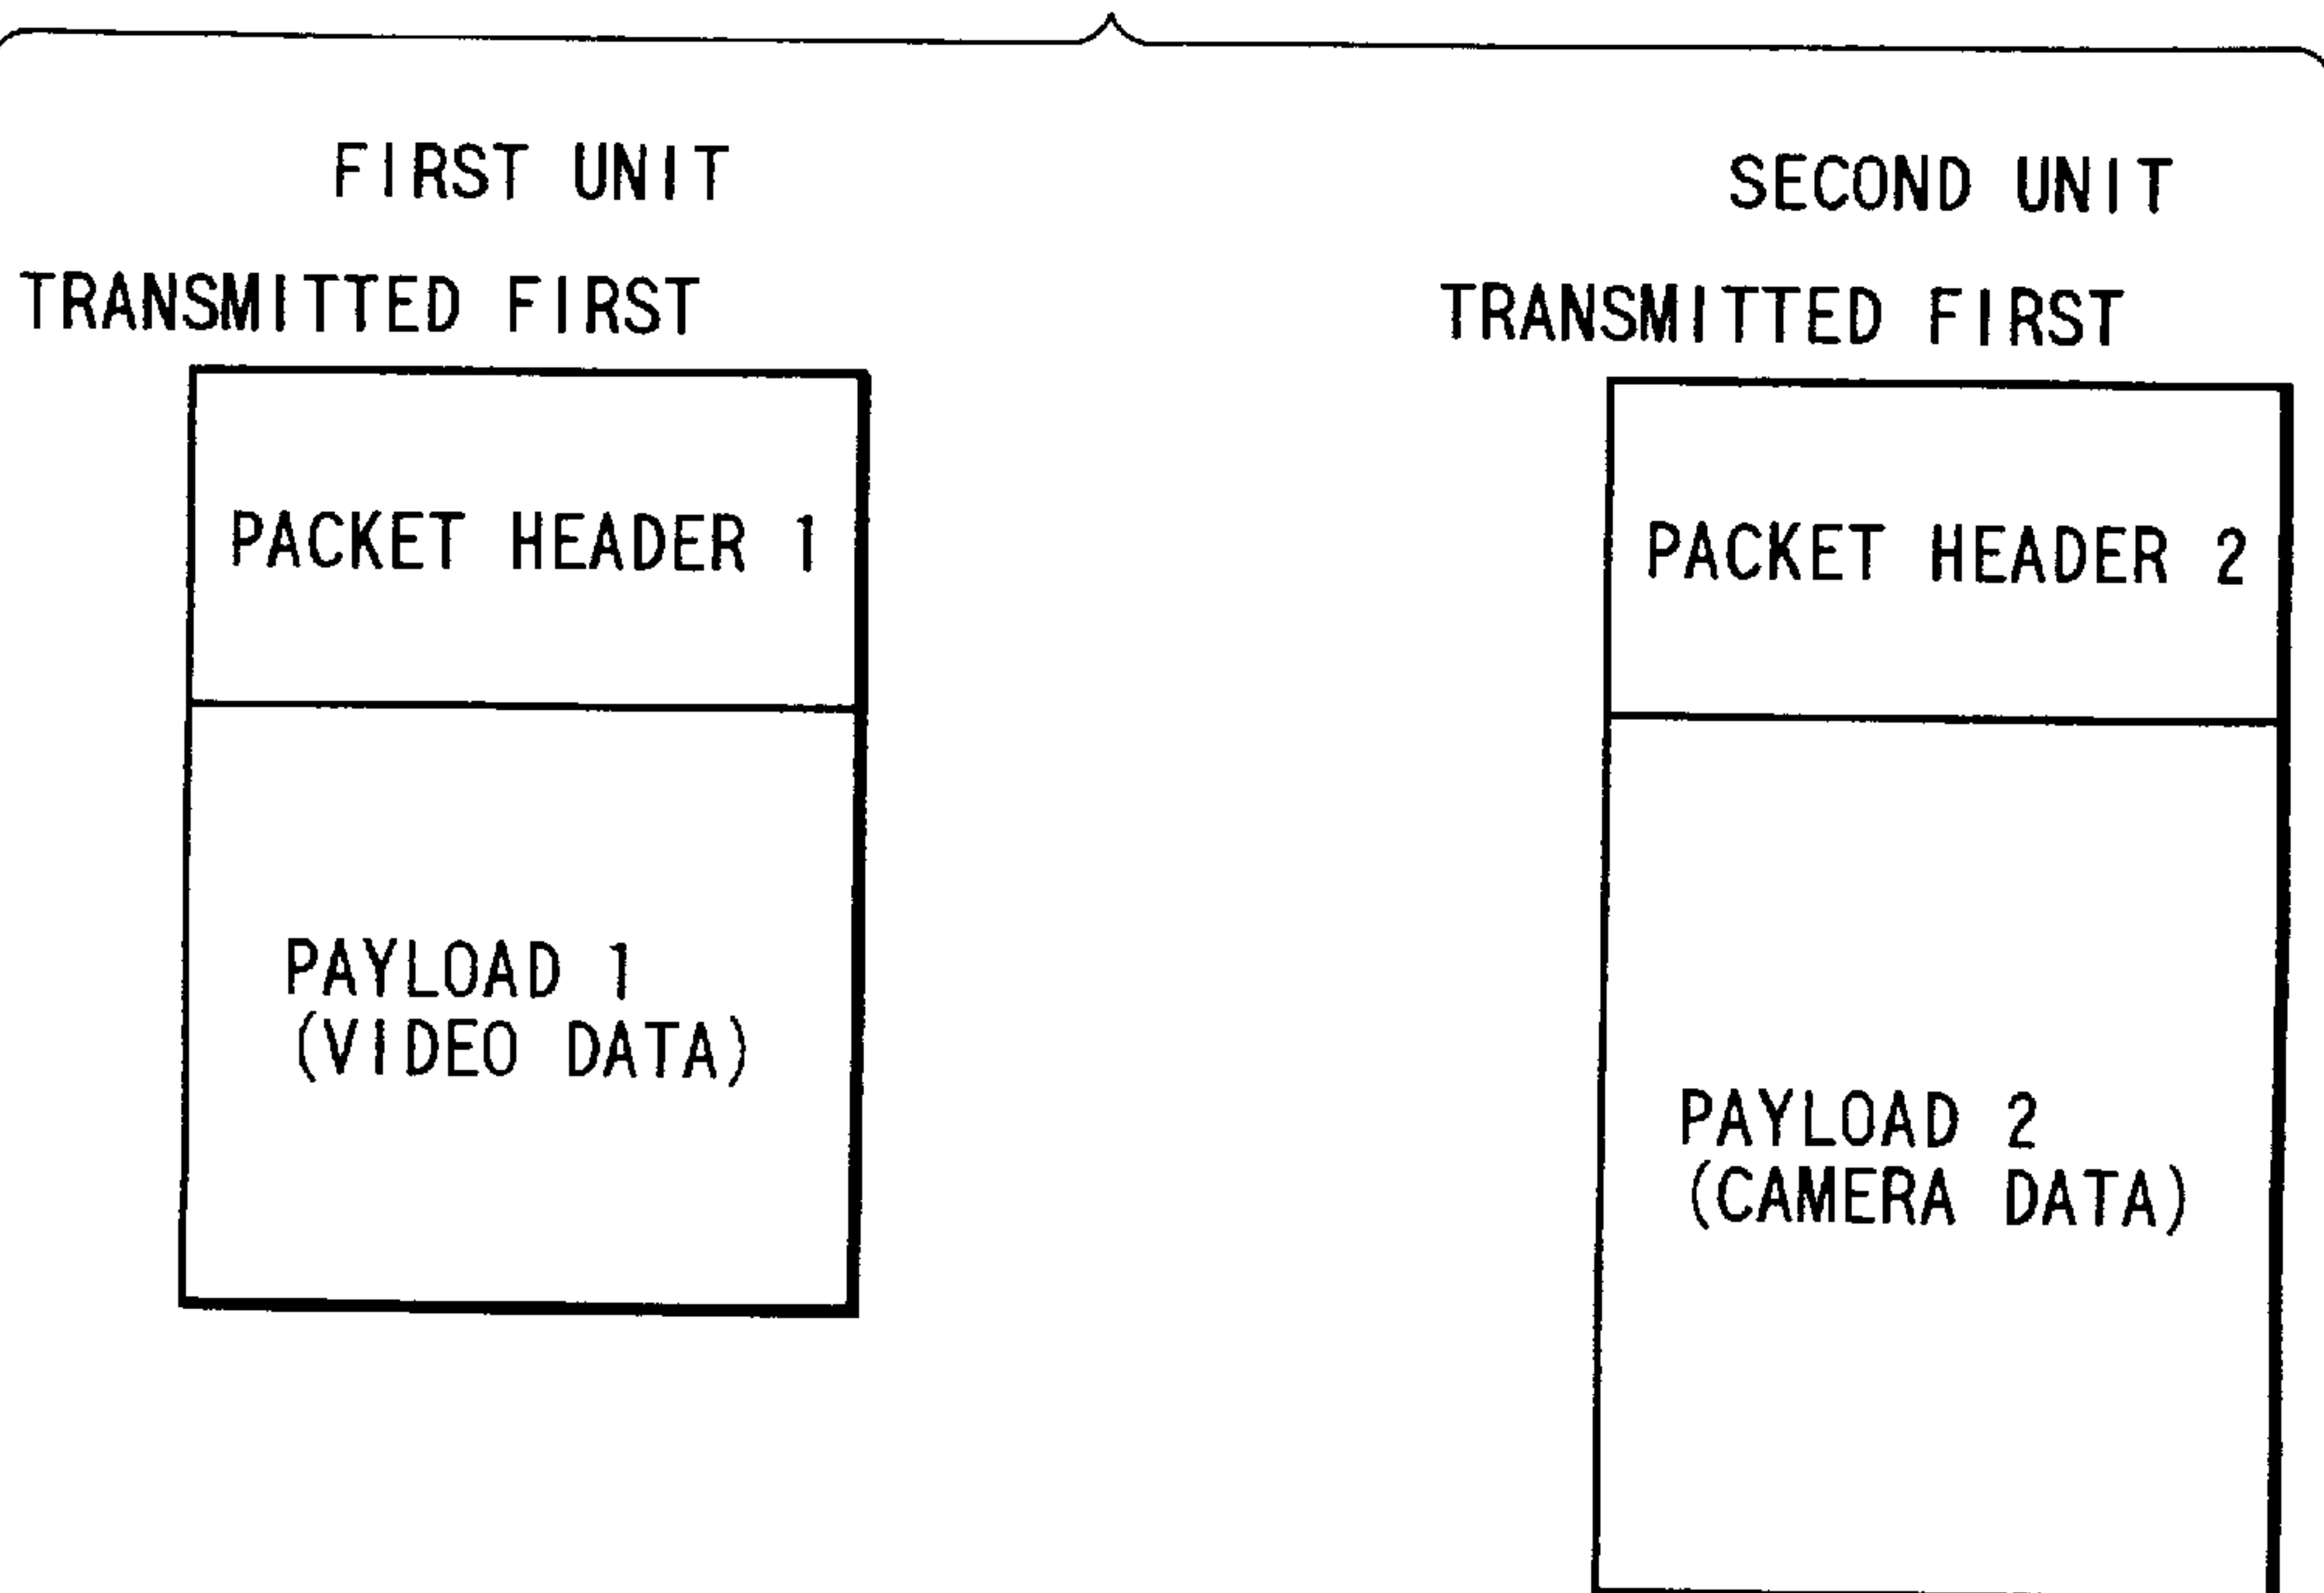 FIRST UNIT
TRANSMITTED FIRST
PACKET HEADER 1
PAYLOAD 1
(VIDEO DATA)
SECOND UNIT
TRANSMITTED FIRST
PACKET HEADER 2
PAYLOAD 2
(CAMERA DATA)